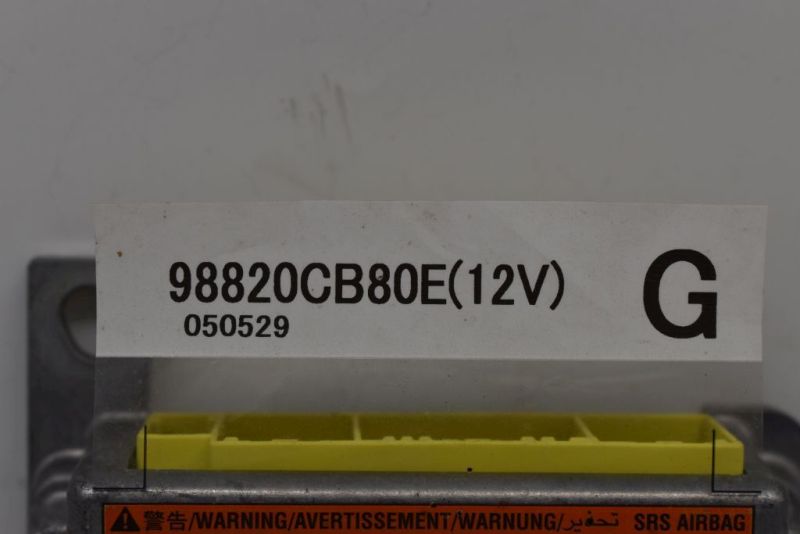 98820CB80E(12V)
G
050529
警告/WARNING/AVERTISSEMENT/WARNUNG/تحذير SRS AIRBAG